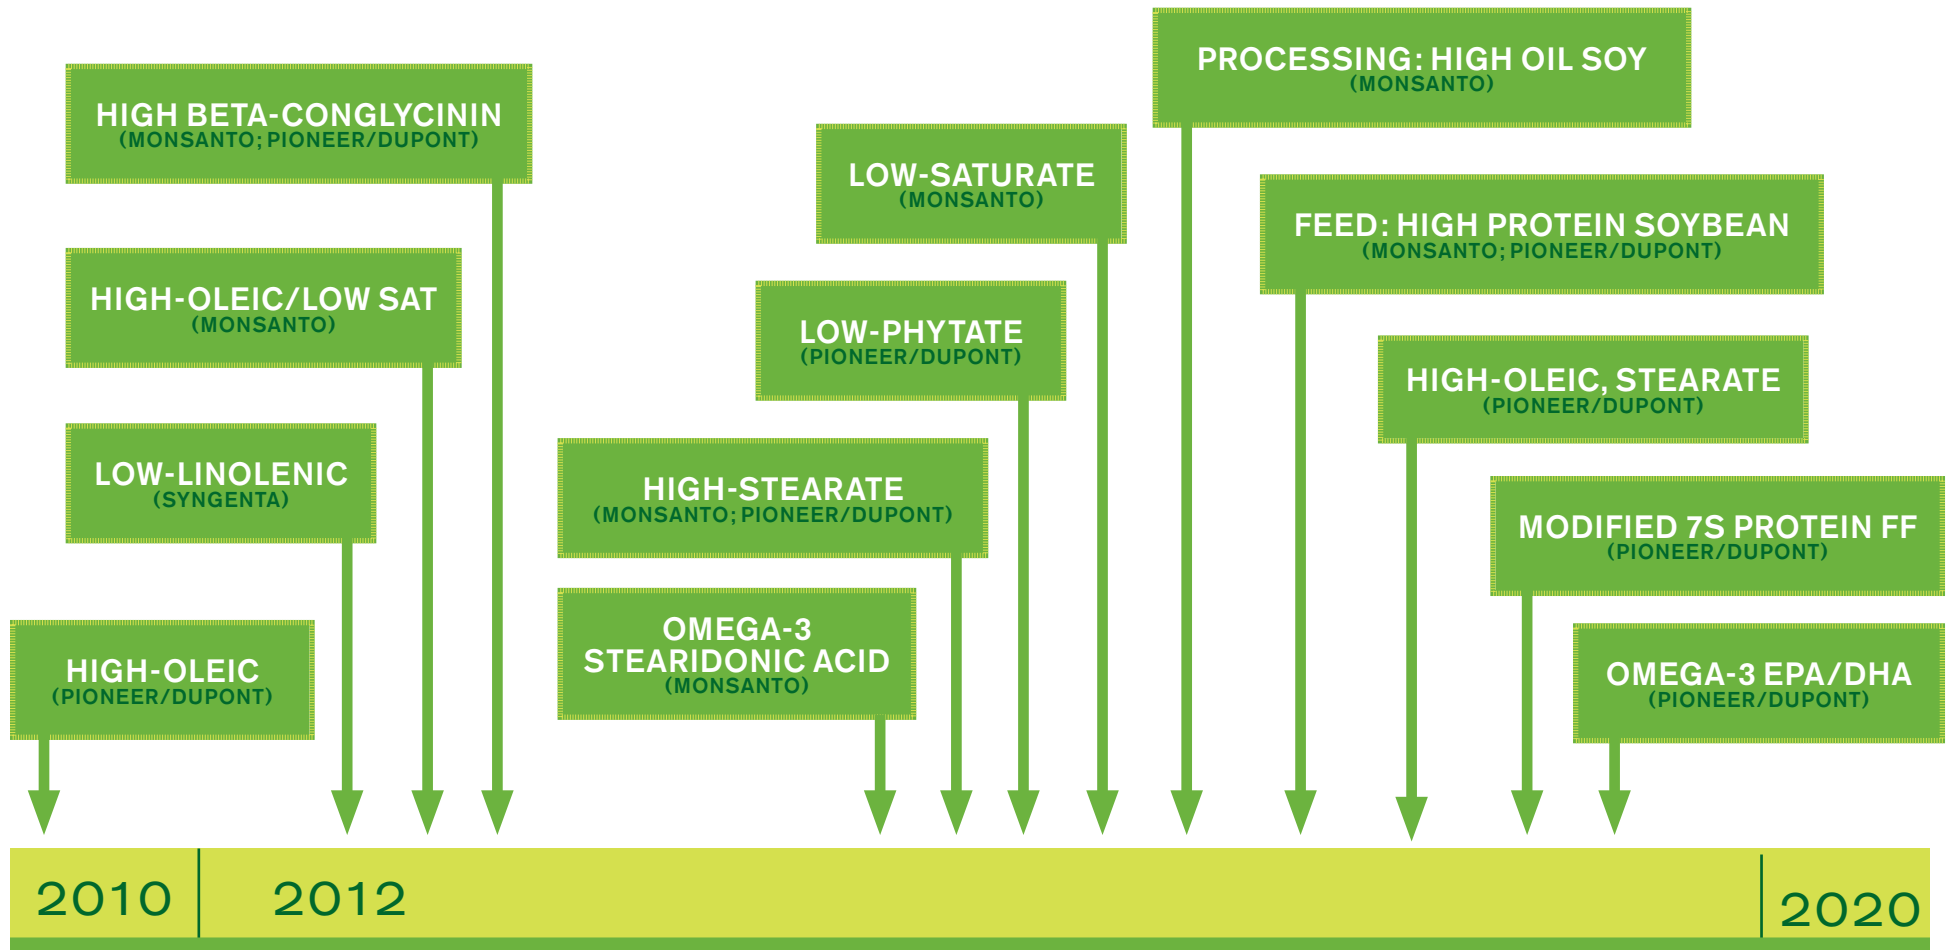 HIGH BETA-CONGLYCININ
(MONSANTO; PIONEER/DUPONT)
HIGH-OLEIC/LOW SAT
(MONSANTO)
LOW-LINOLENIC
(SYNGENTA)
HIGH-OLEIC
(PIONEER/DUPONT)
LOW-SATURATE
(MONSANTO)
LOW-PHYTATE
(PIONEER/DUPONT)
HIGH-STEARATE
(MONSANTO; PIONEER/DUPONT)
OMEGA-3
STEARIDONIC ACID
(MONSANTO)
PROCESSING: HIGH OIL SOY
(MONSANTO)
FEED: HIGH PROTEIN SOYBEAN
(MONSANTO; PIONEER/DUPONT)
HIGH-OLEIC, STEARATE
(PIONEER/DUPONT)
MODIFIED 7S PROTEIN FF
(PIONEER/DUPONT)
OMEGA-3 EPA/DHA
(PIONEER/DUPONT)
2010
2012
2020